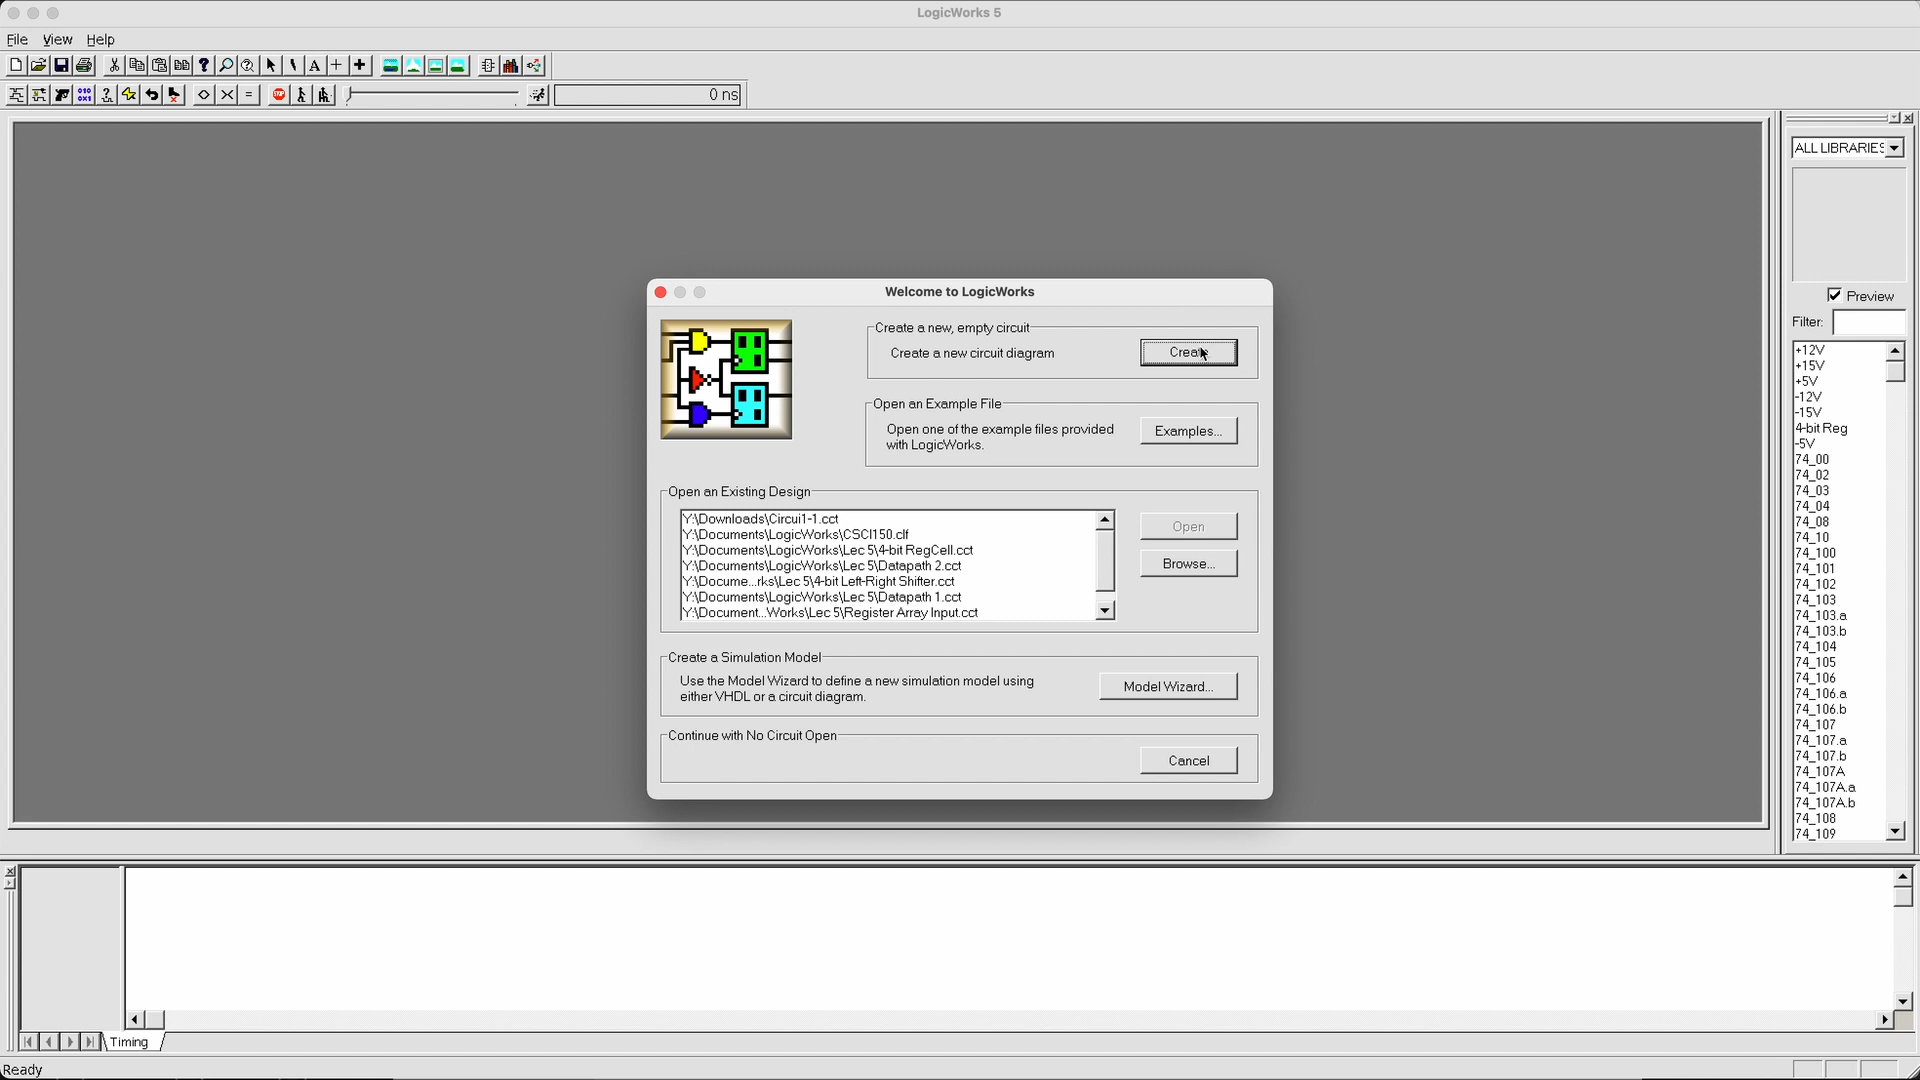 LogicWorks 5
File View Help
0 ns
ALL LIBRARIES
Preview
Filter:
+12V
+15V
+5V
-12V
-15V
4-bit Reg
-5V
74_00
74_02
74_03
74_04
74_08
74_10
74_100
74_101
74_102
74_103
74_103.a
74_103.b
74_104
74_105
74_106
74_106.a
74_106.b
74_107
74_107.a
74_107.b
74_107A
74_107A.a
74_107A.b
74_108
74_109
Welcome to LogicWorks
Create a new, empty circuit
Create a new circuit diagram
Create
Open an Example File
Open one of the example files provided
with LogicWorks.
Examples...
Open an Existing Design
Y:\Downloads\Circui1-1.cct
Y:\Documents\LogicWorks\CSCI150.clf
Y:\Documents\LogicWorks\Lec 5\4-bit RegCell.cct
Y:\Documents\LogicWorks\Lec 5\Datapath 2.cct
Y:\Docume...rks\Lec 5\4-bit Left-Right Shifter.cct
Y:\Documents\LogicWorks\Lec 5\Datapath 1.cct
Y:\Document...Works\Lec 5\Register Array Input.cct
Open
Browse...
Create a Simulation Model
Use the Model Wizard to define a new simulation model using
either VHDL or a circuit diagram.
Model Wizard...
Continue with No Circuit Open
Cancel
Timing
Ready